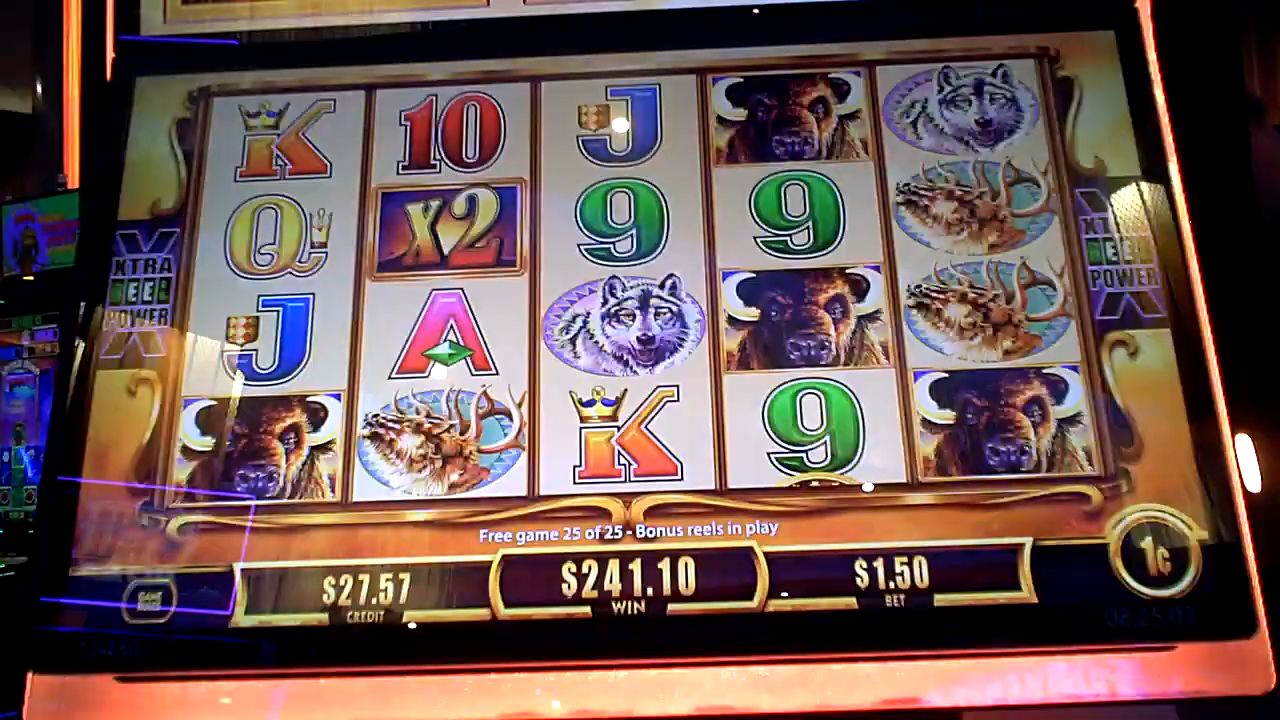 K 10 J
Q x2 9 9
J A
K 9
XTRA
REEL
POWER
XTRA
REEL
POWER
Free game 25 of 25 - Bonus reels in play
$27.57 $241.10 $1.50 1¢
CREDIT WIN BET